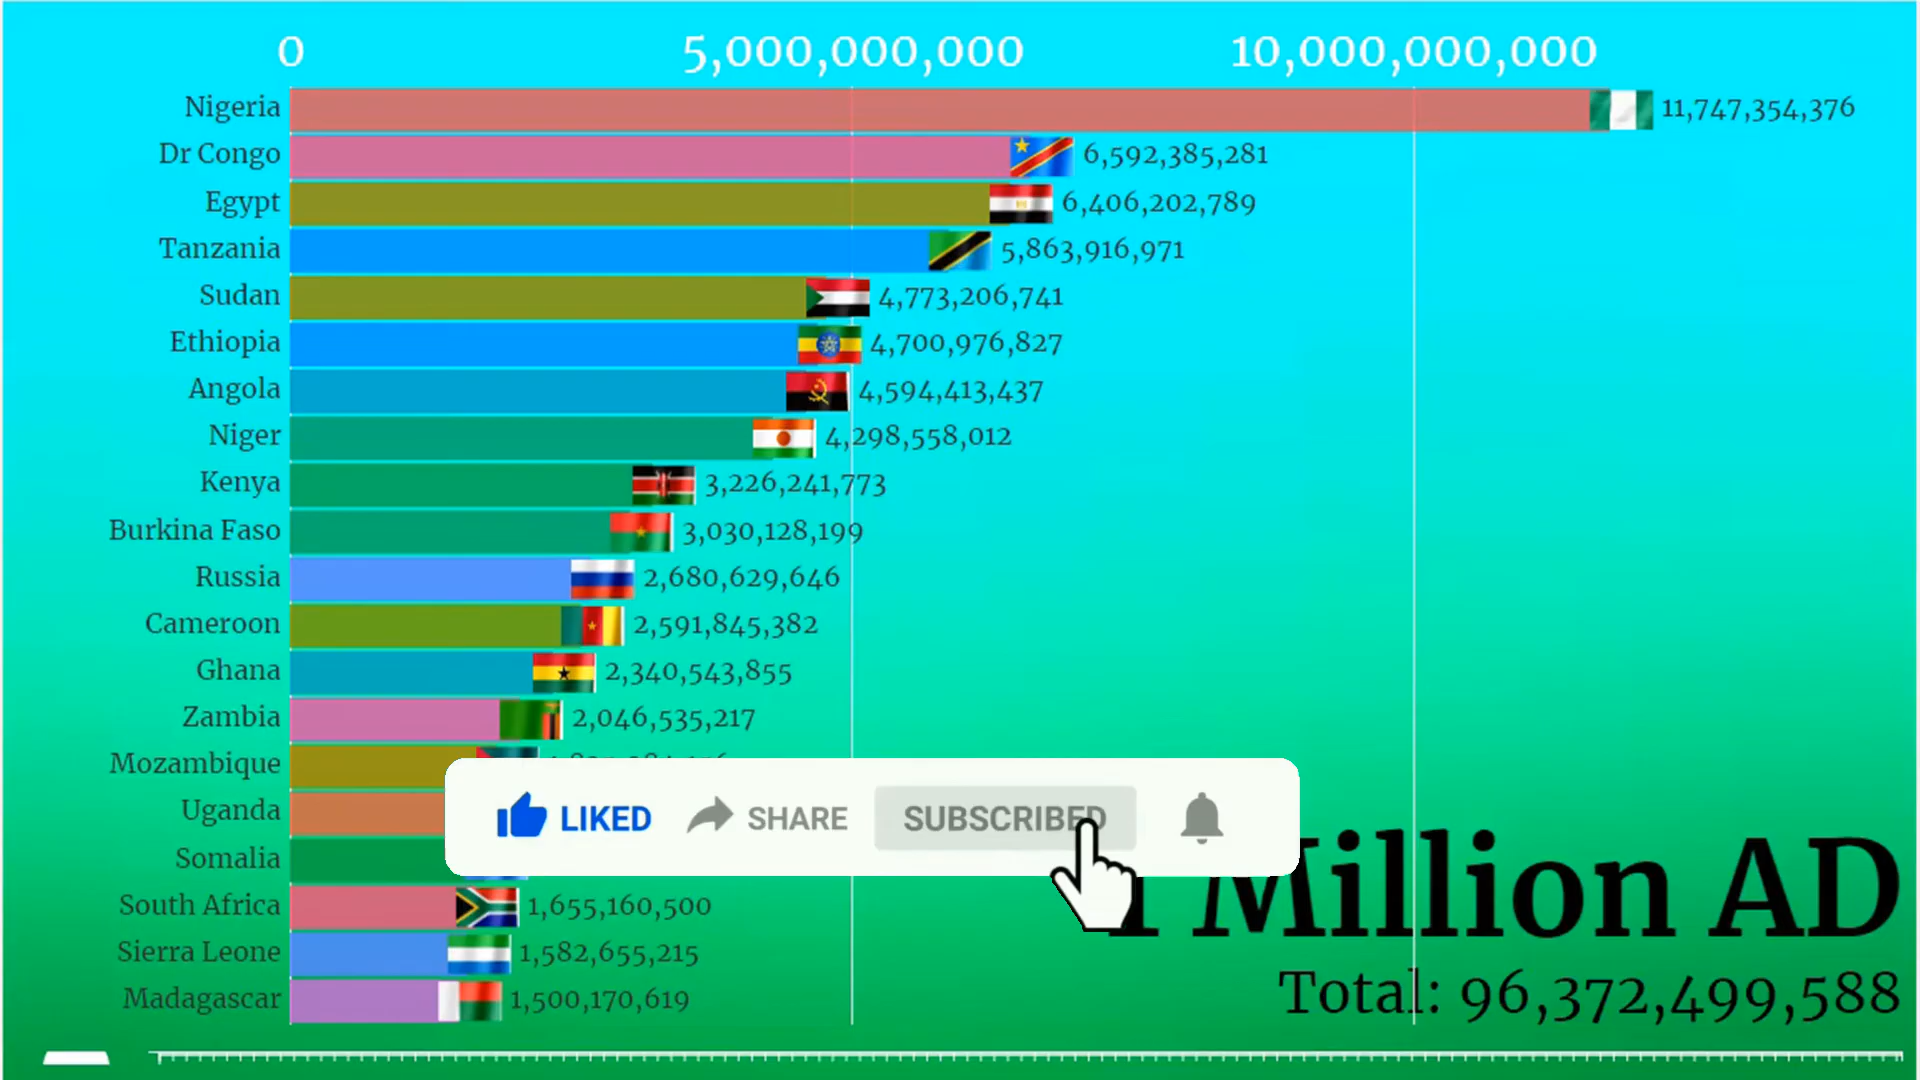 0 5,000,000,000 10,000,000,000
Nigeria 11,747,354,376
Dr Congo 6,592,385,281
Egypt 6,406,202,789
Tanzania 5,863,916,971
Sudan 4,773,206,741
Ethiopia 4,700,976,827
Angola 4,594,413,437
Niger 4,298,558,012
Kenya 3,226,241,773
Burkina Faso 3,030,128,199
Russia 2,680,629,646
Cameroon 2,591,845,382
Ghana 2,340,543,855
Zambia 2,046,535,217
Mozambique
Uganda
LIKED SHARE SUBSCRIBED
Somalia
Million AD
South Africa 1,655,160,500
Sierra Leone 1,582,655,215
Total: 96,372,499,588
Madagascar 1,500,170,619